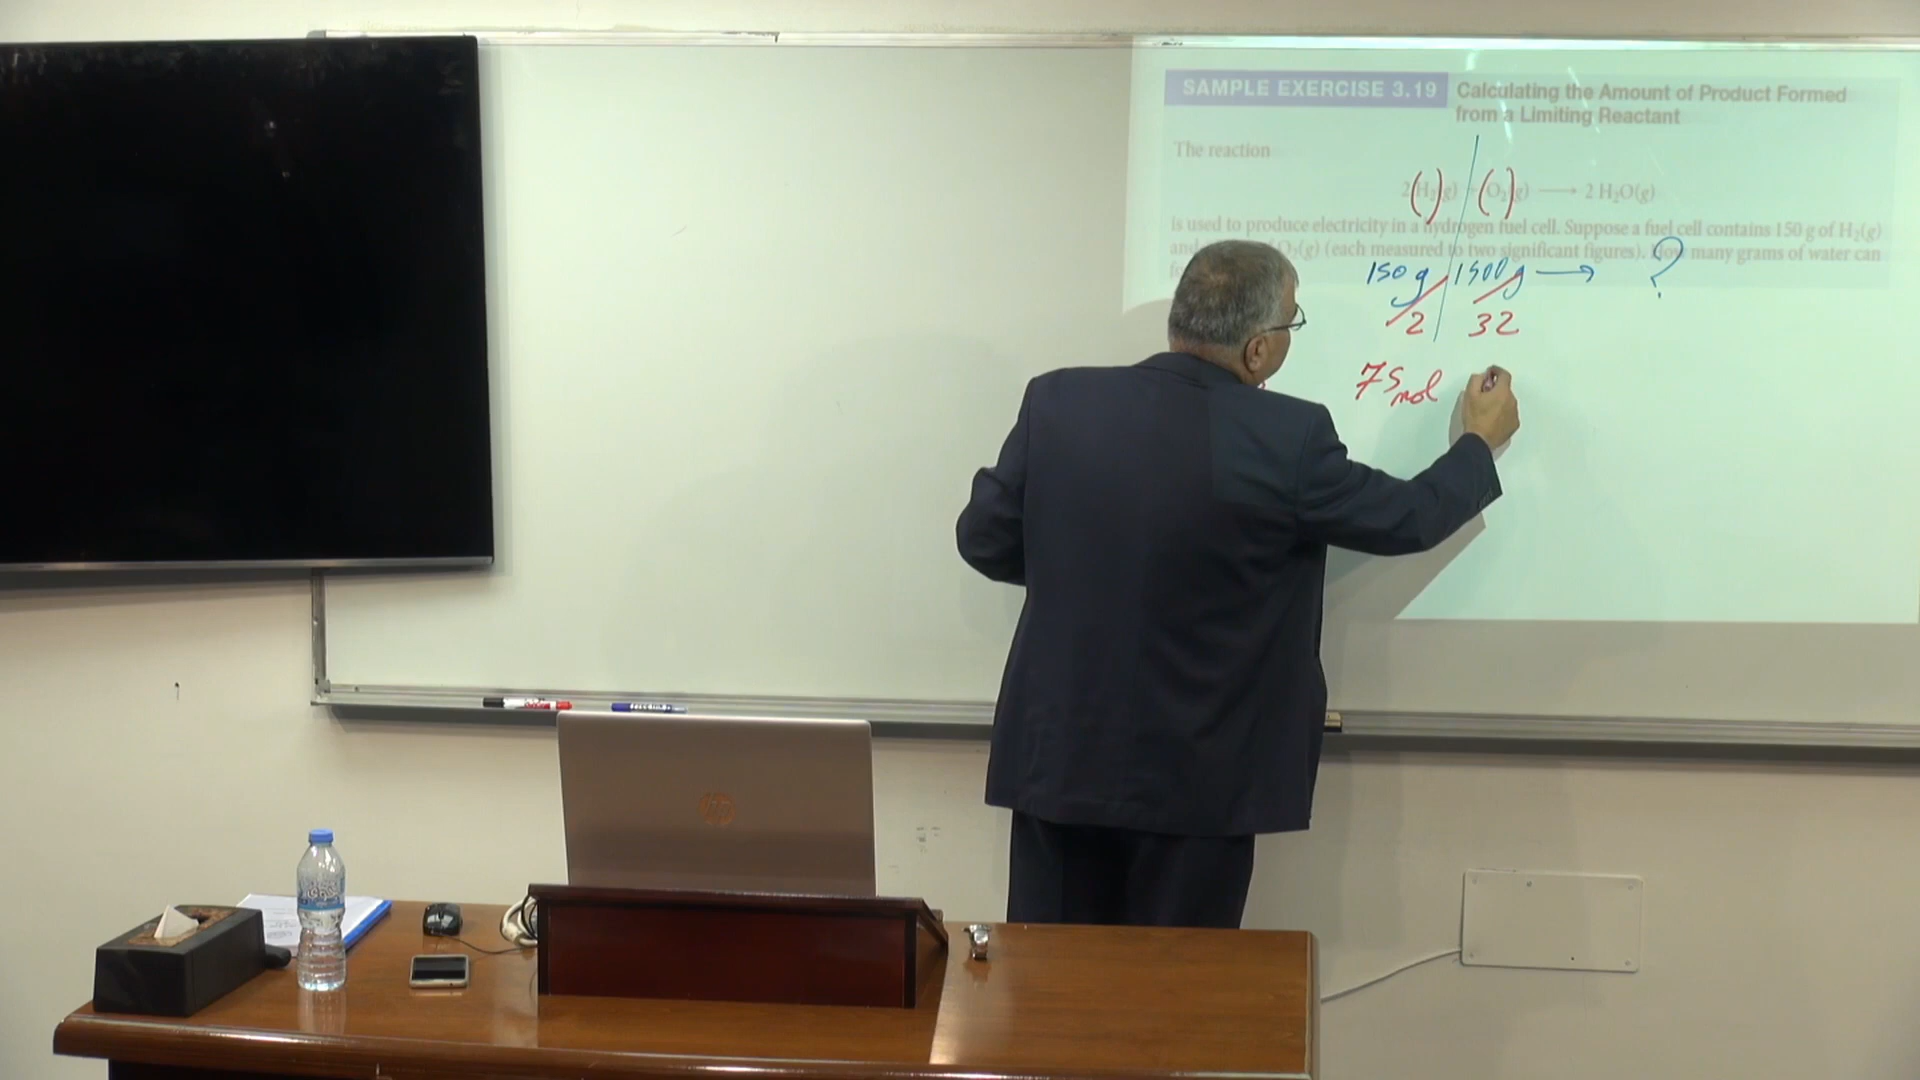 SAMPLE EXERCISE 3.19
Calculating the Amount of Product Formed
from a Limiting Reactant
The reaction
2 H₂(g) + O₂(g) ⟶ 2 H₂O(g)
( ) ( )
is used to produce electricity in a hydrogen fuel cell. Suppose a fuel cell contains 150 g of H₂(g)
and O₂(g) (each measured to two significant figures). How many grams of water can
150 g 1500 g → ?
2 32
75 mol
hp